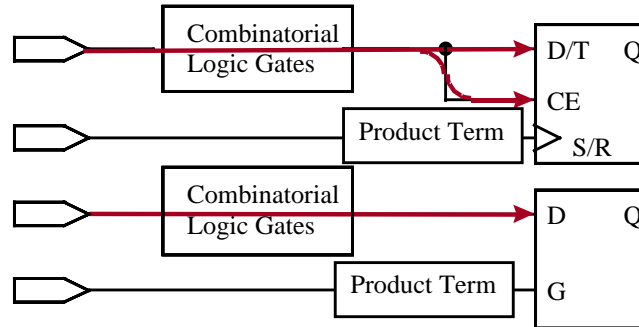 Combinatorial
Logic Gates
D/T Q
CE
Product Term
S/R
Combinatorial
Logic Gates
D Q
Product Term
G